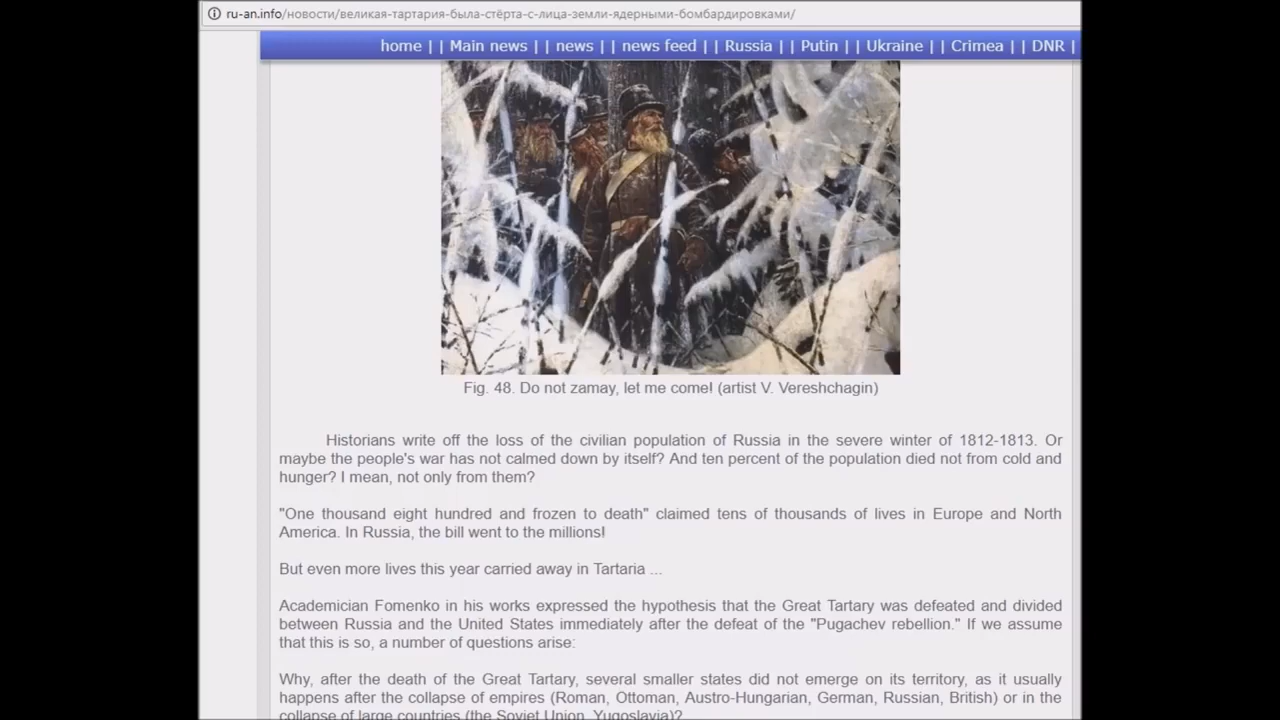 ru-an.info/новости/великая-тартария-была-стёрта-с-лица-земли-ядерными-бомбардировками/
home | | Main news | | news | | news feed | | Russia | | Putin | | Ukraine | | Crimea | | DNR |
Fig. 48. Do not zamay, let me come! (artist V. Vereshchagin)
Historians write off the loss of the civilian population of Russia in the severe winter of 1812-1813. Or
maybe the people's war has not calmed down by itself? And ten percent of the population died not from cold and
hunger? I mean, not only from them?
"One thousand eight hundred and frozen to death" claimed tens of thousands of lives in Europe and North
America. In Russia, the bill went to the millions!
But even more lives this year carried away in Tartaria ...
Academician Fomenko in his works expressed the hypothesis that the Great Tartary was defeated and divided
between Russia and the United States immediately after the defeat of the "Pugachev rebellion." If we assume
that this is so, a number of questions arise:
Why, after the death of the Great Tartary, several smaller states did not emerge on its territory, as it usually
happens after the collapse of empires (Roman, Ottoman, Austro-Hungarian, German, Russian, British) or in the
collapse of large countries (the Soviet Union, Yugoslavia)?